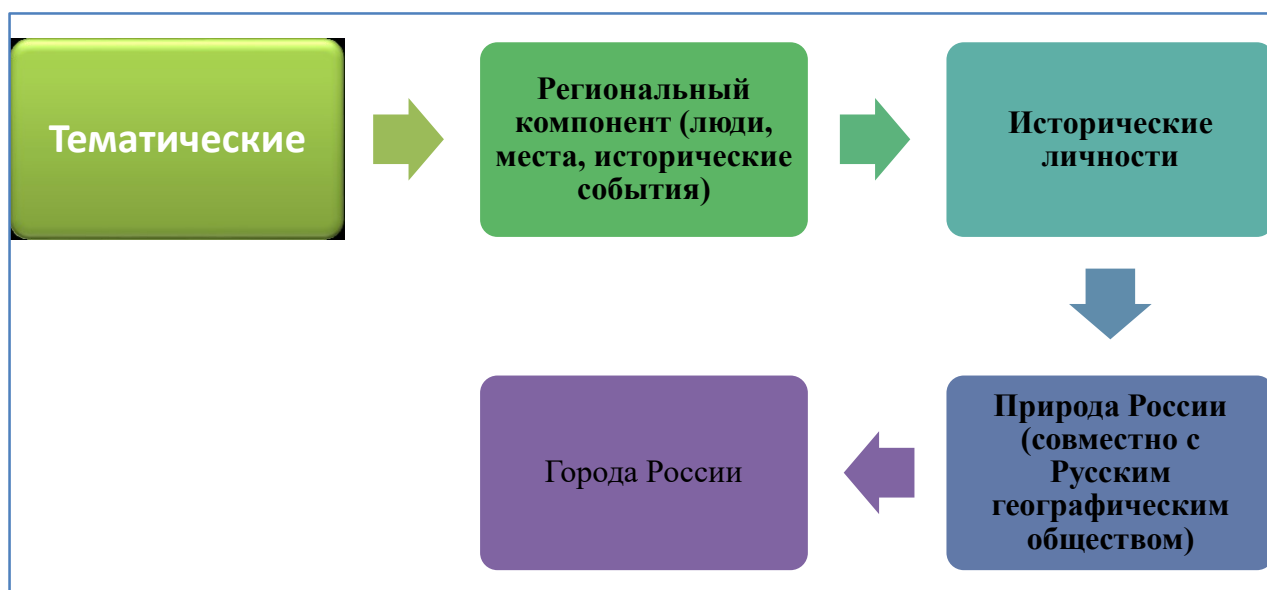 Тематические
Региональный
компонент (люди,
места, исторические
события)
Исторические
личности
Природа России
(совместно с
Русским
географическим
обществом)
Города России